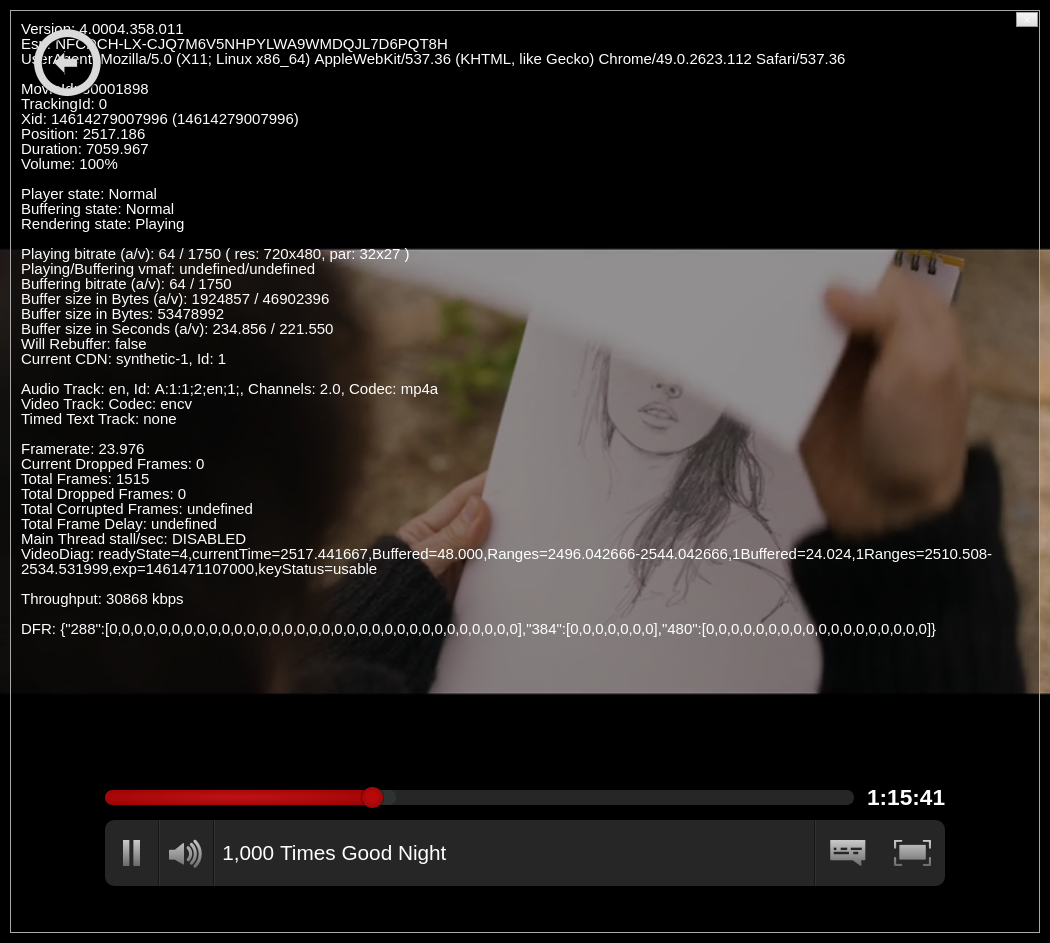 Version: 4.0004.358.011
Esn: NFCDCH-LX-CJQ7M6V5NHPYLWA9WMDQJL7D6PQT8H
UserAgent: Mozilla/5.0 (X11; Linux x86_64) AppleWebKit/537.36 (KHTML, like Gecko) Chrome/49.0.2623.112 Safari/537.36
TrackingId: 0
Xid: 14614279007996 (14614279007996)
Position: 2517.186
Duration: 7059.967
Volume: 100%
Player state: Normal
Buffering state: Normal
Rendering state: Playing
Playing bitrate (a/v): 64 / 1750 ( res: 720x480, par: 32x27 )
Playing/Buffering vmaf: undefined/undefined
Buffering bitrate (a/v): 64 / 1750
Buffer size in Bytes (a/v): 1924857 / 46902396
Buffer size in Bytes: 53478992
Buffer size in Seconds (a/v): 234.856 / 221.550
Will Rebuffer: false
Current CDN: synthetic-1, Id: 1
Audio Track: en, Id: A:1:1;2;en;1;, Channels: 2.0, Codec: mp4a
Video Track: Codec: encv
Timed Text Track: none
Framerate: 23.976
Current Dropped Frames: 0
Total Frames: 1515
Total Dropped Frames: 0
Total Corrupted Frames: undefined
Total Frame Delay: undefined
Main Thread stall/sec: DISABLED
VideoDiag: readyState=4,currentTime=2517.441667,Buffered=48.000,Ranges=2496.042666-2544.042666,1Buffered=24.024,1Ranges=2510.508-
2534.531999,exp=1461471107000,keyStatus=usable
Throughput: 30868 kbps
DFR: {"288":[0,0,0,0,0,0,0,0,0,0,0,0,0,0,0,0,0,0,0,0,0,0,0,0,0,0,0,0,0,0,0,0,0],"384":[0,0,0,0,0,0,0],"480":[0,0,0,0,0,0,0,0,0,0,0,0,0,0,0,0,0,0]}
1:15:41
1,000 Times Good Night